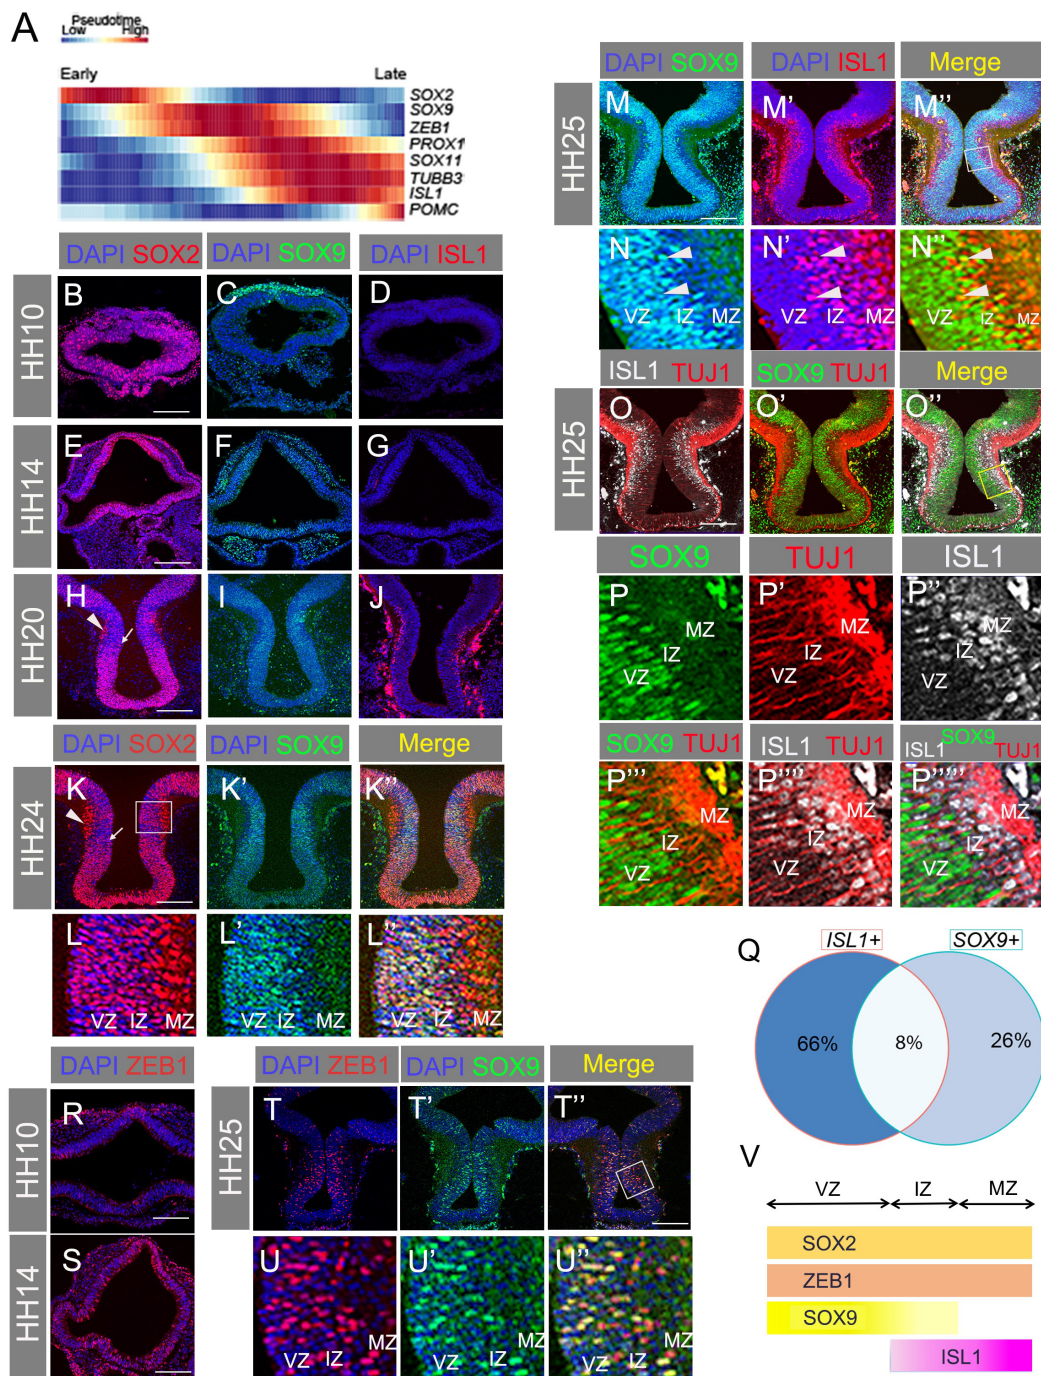 A
Pseudotime
Low High
Early Late
SOX2
SOX9
ZEB1
PROX1
SOX11
TUBB3
ISL1
POMC
DAPI SOX2 DAPI SOX9 DAPI ISL1
HH10
B C D
HH14
E F G
HH20
H I J
DAPI SOX2 DAPI SOX9 Merge
HH24
K K' K''
L L' L''
VZ IZ MZ VZ IZ MZ VZ IZ MZ
DAPI ZEB1
HH10
R
HH14
S
DAPI SOX9 DAPI ISL1 Merge
HH25
M M' M''
N N' N''
VZ IZ MZ VZ IZ MZ VZ IZ MZ
ISL1 TUJ1 SOX9 TUJ1 Merge
HH25
O O' O''
SOX9 TUJ1 ISL1
P P' P''
MZ MZ MZ
IZ IZ IZ
VZ VZ VZ
SOX9 TUJ1 ISL1 TUJ1 ISL1 SOX9 TUJ1
P''' P'''' P'''''
MZ MZ MZ
IZ IZ IZ
VZ VZ VZ
Q
ISL1+ SOX9+
66% 8% 26%
DAPI ZEB1 DAPI SOX9 Merge
HH25
T T' T''
U U' U''
VZ IZ MZ VZ IZ MZ VZ IZ MZ
V
VZ IZ MZ
SOX2
ZEB1
SOX9
ISL1